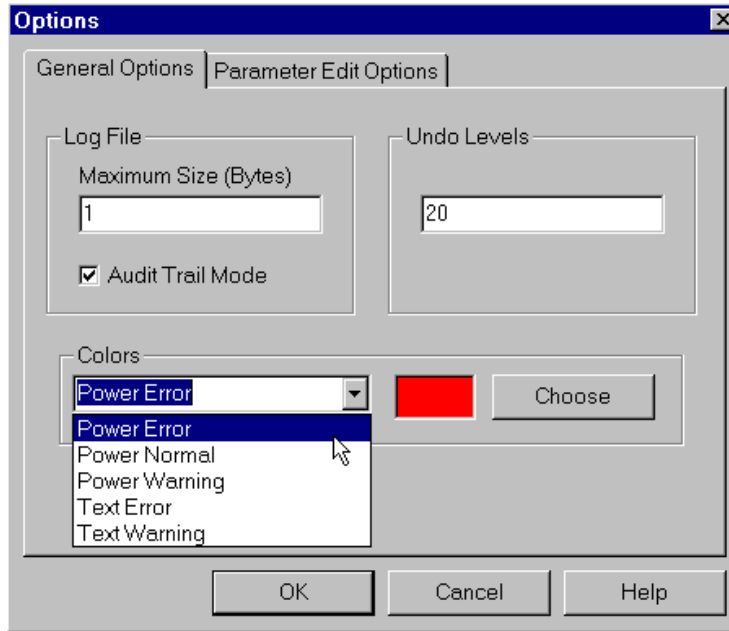 Options
General Options
Parameter Edit Options
Log File
Maximum Size (Bytes)
1
Audit Trail Mode
Undo Levels
20
Colors
Power Error
Choose
Power Error
Power Normal
Power Warning
Text Error
Text Warning
OK
Cancel
Help